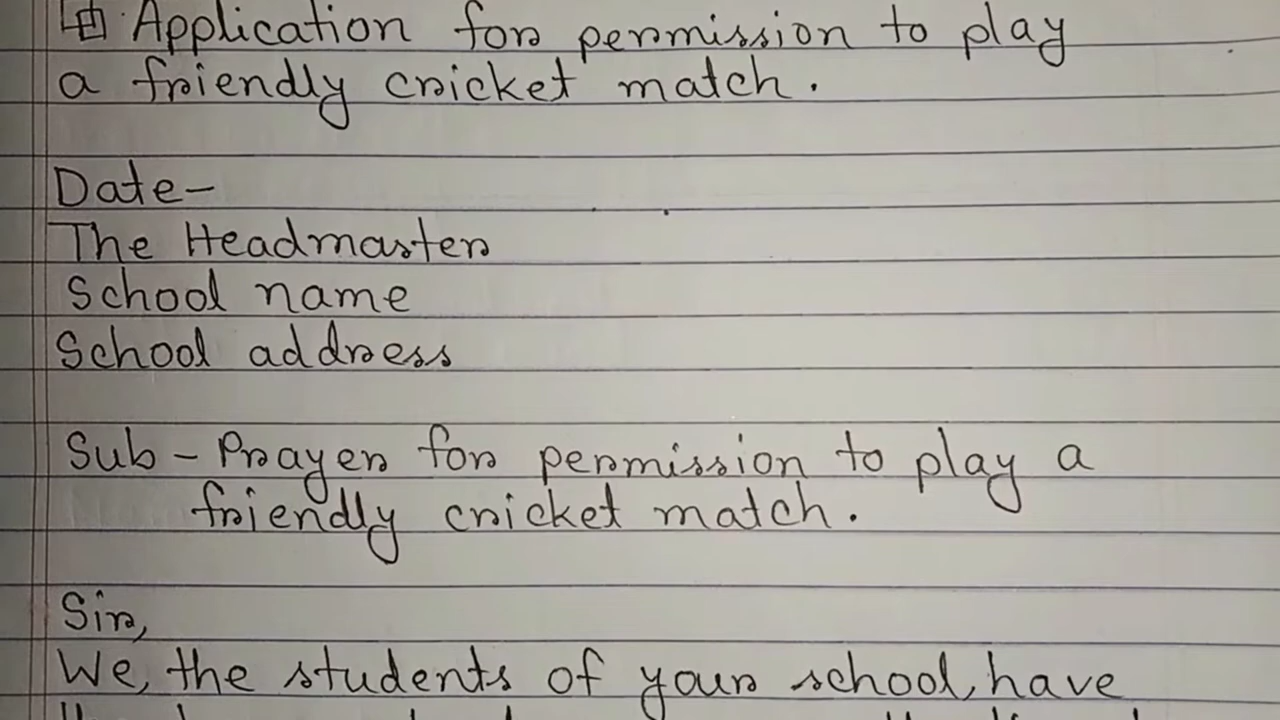 Application for permission to play
a friendly cricket match.
Date-
The Headmaster
School name
School address
Sub - Prayer for permission to play a
friendly cricket match.
Sir,
We, the students of your school, have